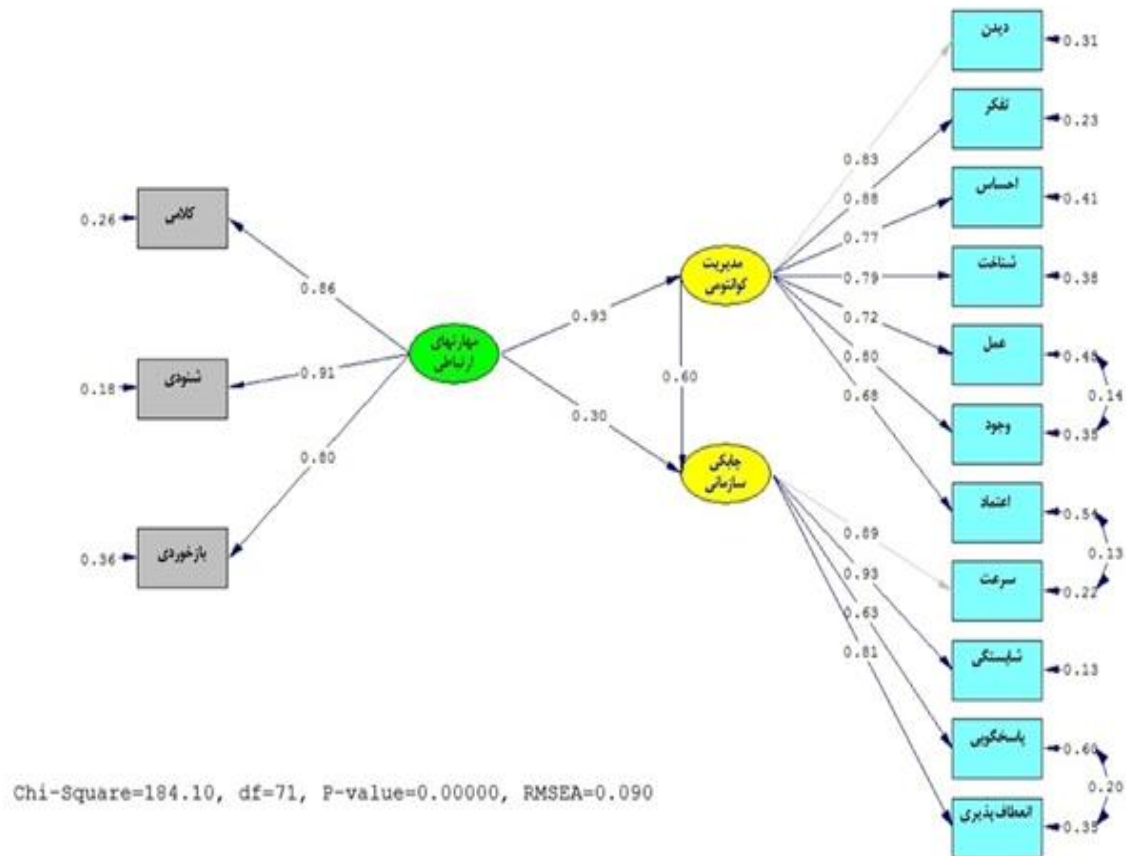 دیدن
0.31
تفکر
0.23
احساس
0.41
شناخت
0.38
عمل
0.48
0.14
وجود
0.35
اعتماد
0.54
0.13
سرعت
0.22
شایستگی
0.13
پاسخگویی
0.60
0.20
انعطاف‌پذیری
0.35
0.83
0.88
0.77
0.79
0.72
0.80
0.68
مدیریت
کوانتومی
0.93
0.60
0.30
چابکی
سازمانی
0.89
0.93
0.63
0.81
مهارتهای
ارتباطی
0.86
0.91
0.80
کلامی
0.26
شنودی
0.18
بازخوردی
0.36
Chi-Square=184.10, df=71, P-value=0.00000, RMSEA=0.090